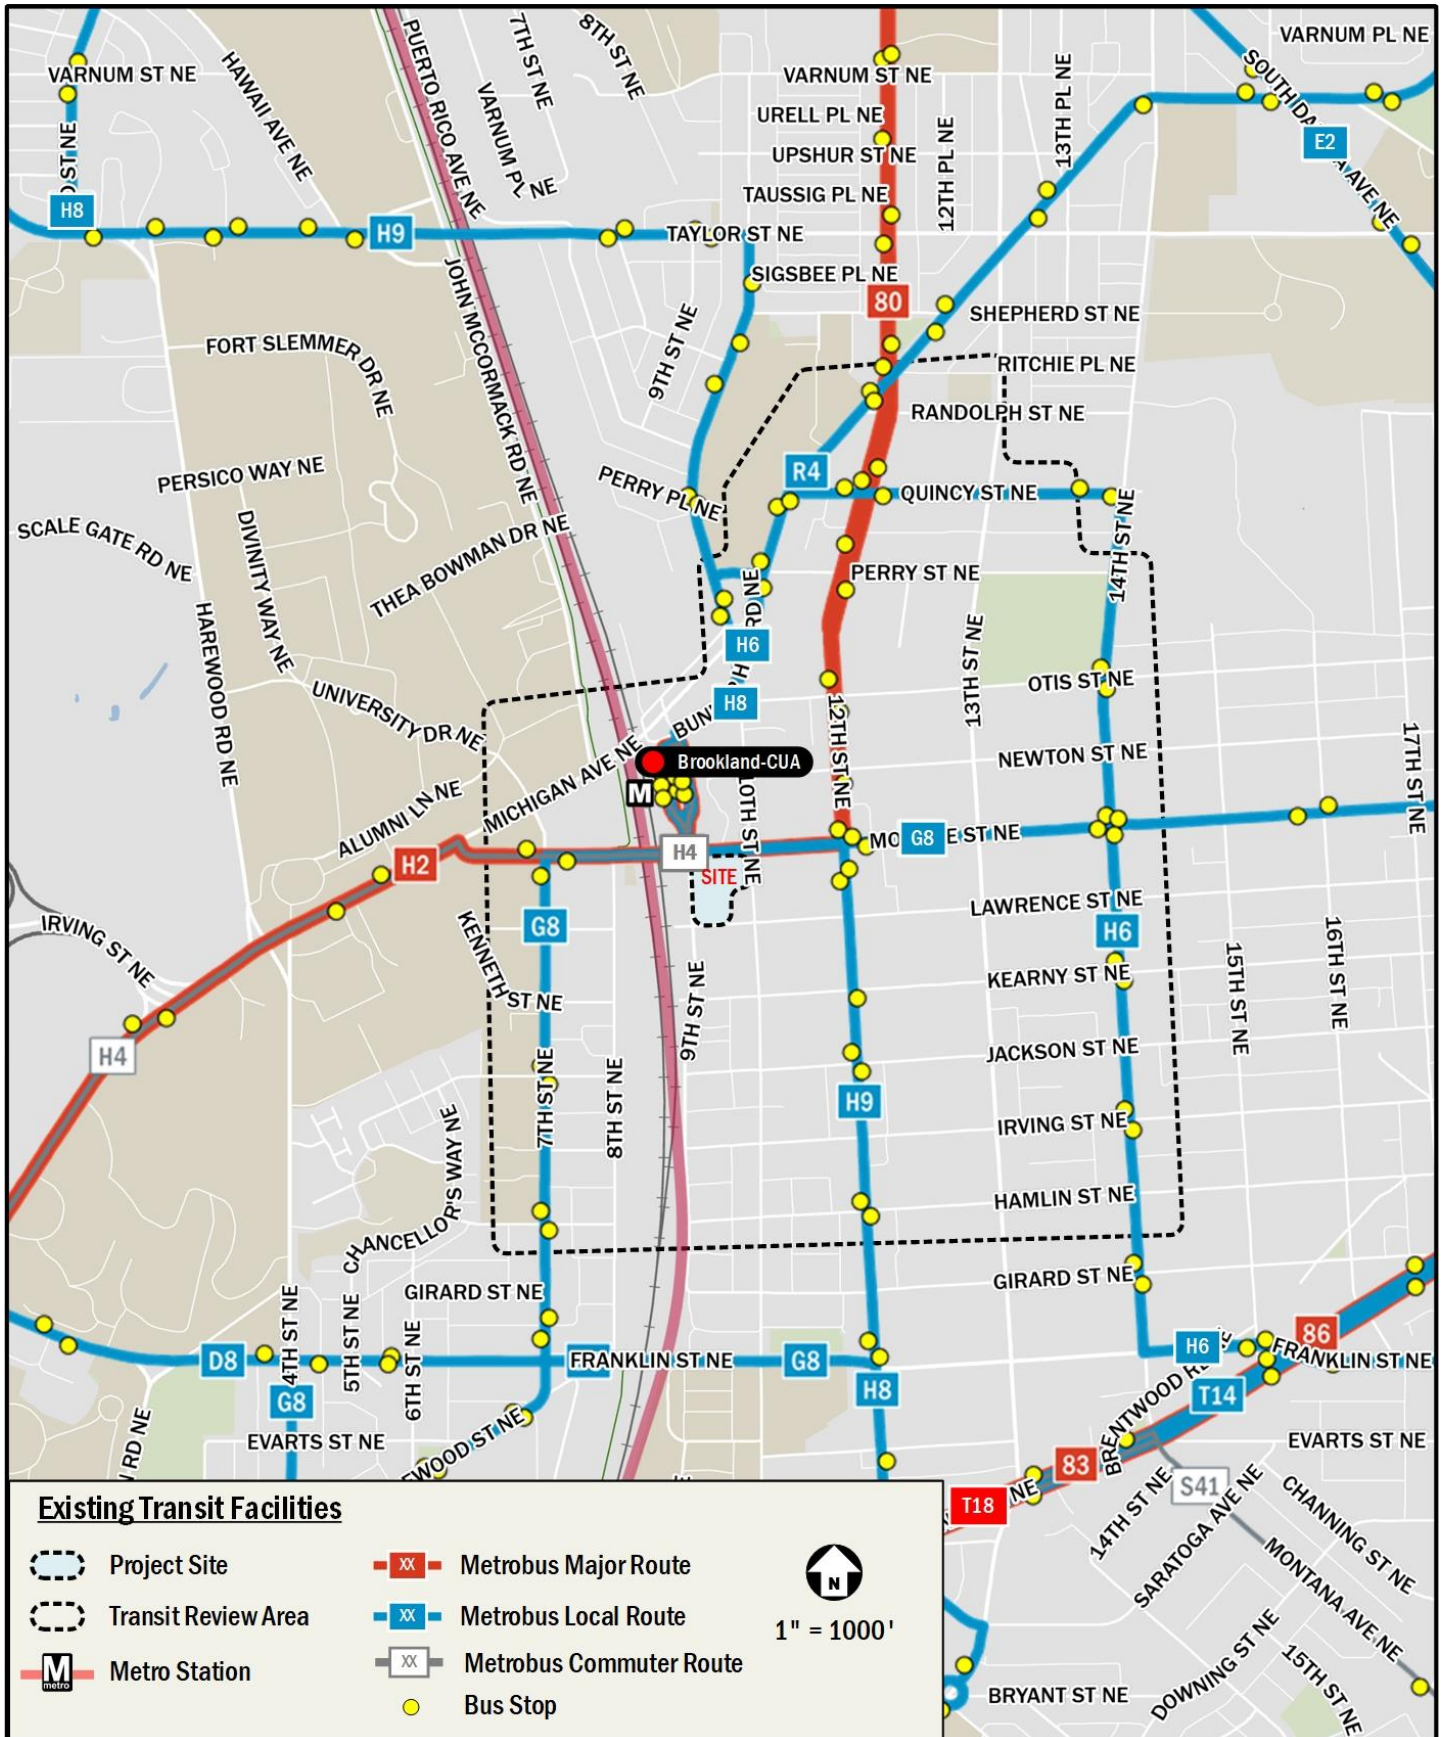 VARNUM ST NE
HAWAII AVE NE
PUERTO RICO AVE NE
7TH ST NE
8TH ST NE
VARNUM PL NE
VARNUM ST NE
URELL PL NE
UPSHUR ST NE
TAUSSIG PL NE
12TH PL NE
13TH PL NE
VARNUM PL NE
E2
H8
H9
TAYLOR ST NE
SIGSBEE PL NE
80
SHEPHERD ST NE
JOHN MCCORMACK RD NE
9TH ST NE
FORT SLEMMER DR NE
RITCHIE PL NE
RANDOLPH ST NE
PERSICO WAY NE
PERRY PL NE
R4
QUINCY ST NE
SCALE GATE RD NE
DIVINITY WAY NE
THEA BOWMAN DR NE
14TH ST NE
PERRY ST NE
HAREWOOD RD NE
H6
13TH ST NE
OTIS ST NE
UNIVERSITY DR NE
H8
12TH ST NE
NEWTON ST NE
17TH ST NE
MICHIGAN AVE NE
Brookland-CUA
M
10TH ST NE
ALUMNI LN NE
H2
H4
G8
SITE
LAWRENCE ST NE
IRVING ST NE
KENNETH ST NE
G8
H6
9TH ST NE
KEARNY ST NE
15TH ST NE
16TH ST NE
H4
7TH ST NE
8TH ST NE
JACKSON ST NE
H9
IRVING ST NE
CHANCELLOR'S WAY NE
HAMLIN ST NE
GIRARD ST NE
GIRARD ST NE
4TH ST NE
5TH ST NE
6TH ST NE
D8
FRANKLIN ST NE
G8
H6
86
FRANKLIN ST NE
G8
H8
T14
EVARTS ST NE
EWOOD ST NE
83
EVARTS ST NE
T18
NE
S41
14TH ST NE
SARATOGA AVE NE
CHANNING ST NE
MONTANA AVE NE
DOWNING ST NE
15TH ST NE
BRYANT ST NE
Existing Transit Facilities
Project Site
Transit Review Area
M metro Metro Station
XX Metrobus Major Route
XX Metrobus Local Route
XX Metrobus Commuter Route
Bus Stop
N
1" = 1000'